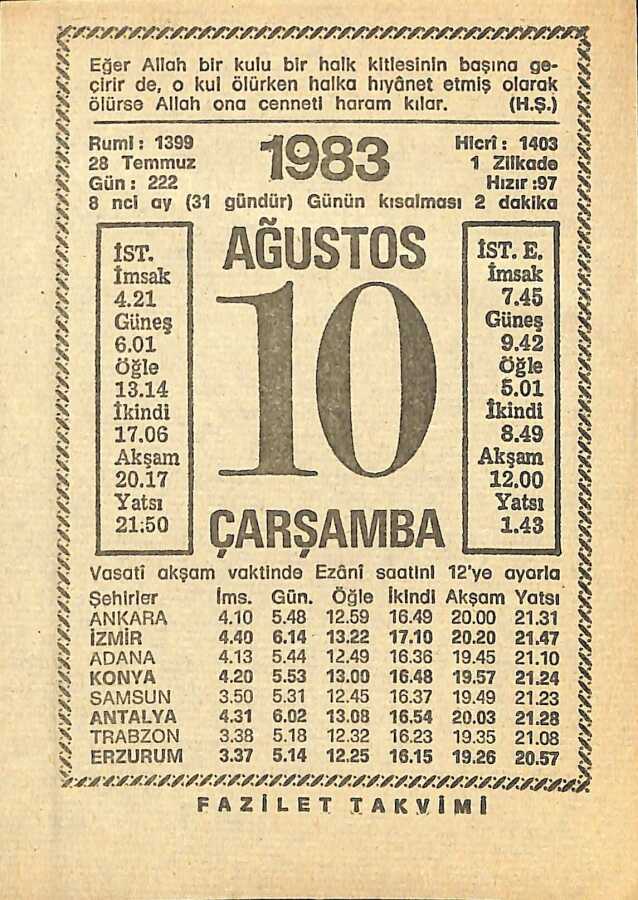 Eğer Allah bir kulu bir halk kitlesinin başına ge-
çirir de, o kul ölürken halka hıyânet etmiş olarak
ölürse Allah ona cenneti haram kılar. (H.Ş.)
Rumî: 1399 1983 Hicrî: 1403
28 Temmuz 1 Zilkade
Gün: 222 Hızır :97
8 nci ay (31 gündür) Günün kısalması 2 dakika
AĞUSTOS
10
ÇARŞAMBA
İST.
İmsak
4.21
Güneş
6.01
Öğle
13.14
İkindi
17.06
Akşam
20.17
Yatsı
21:50
İST. E.
İmsak
7.45
Güneş
9.42
Öğle
5.01
İkindi
8.49
Akşam
12.00
Yatsı
1.43
Vasatî akşam vaktinde Ezânî saatini 12'ye ayarla
Şehirler İms. Gün. Öğle İkindi Akşam Yatsı
ANKARA 4.10 5.48 12.59 16.49 20.00 21.31
İZMİR 4.40 6.14 13.22 17.10 20.20 21.47
ADANA 4.13 5.44 12.49 16.36 19.45 21.10
KONYA 4.20 5.53 13.00 16.48 19.57 21.24
SAMSUN 3.50 5.31 12.45 16.37 19.49 21.23
ANTALYA 4.31 6.02 13.08 16.54 20.03 21.28
TRABZON 3.38 5.18 12.32 16.23 19.35 21.08
ERZURUM 3.37 5.14 12.25 16.15 19.26 20.57
FAZİLET TAKVİMİ